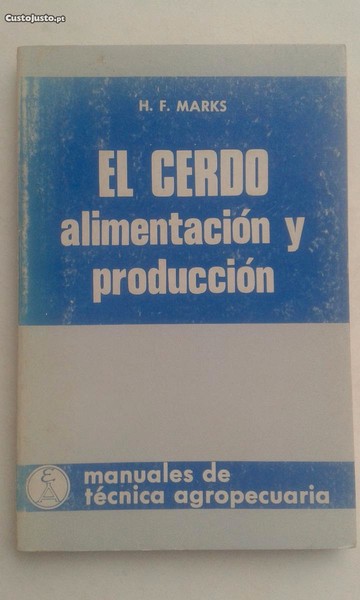 CustoJusto.pt
H. F. MARKS
EL CERDO
alimentación y
producción
manuales de
técnica agropecuaria